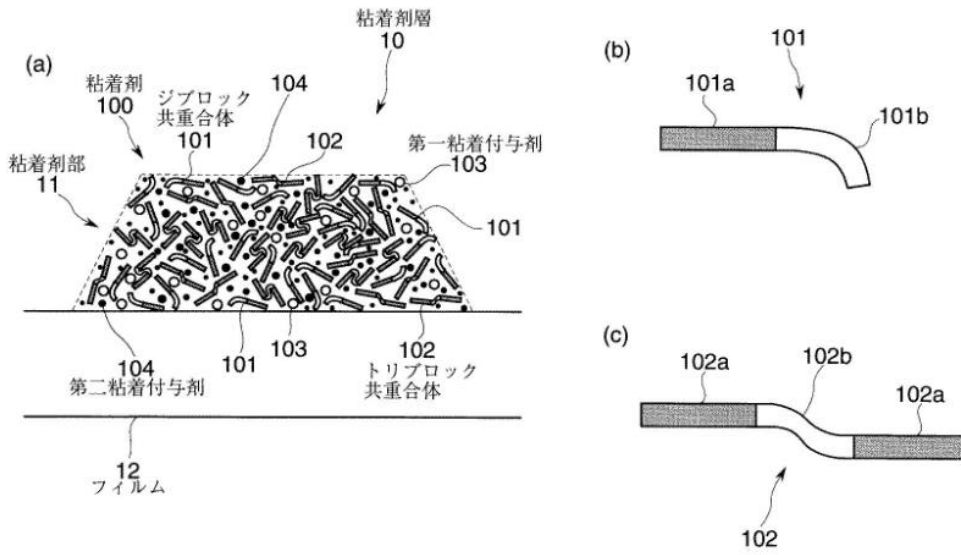 (a)
粘着剤層
10
粘着剤
100
ジブロック
共重合体
101
104
102
第一粘着付与剤
103
粘着剤部
11
101
104
第二粘着付与剤
101
103
102
トリブロック
共重合体
12
フィルム
(b)
101
101a
101b
(c)
102a
102b
102a
102